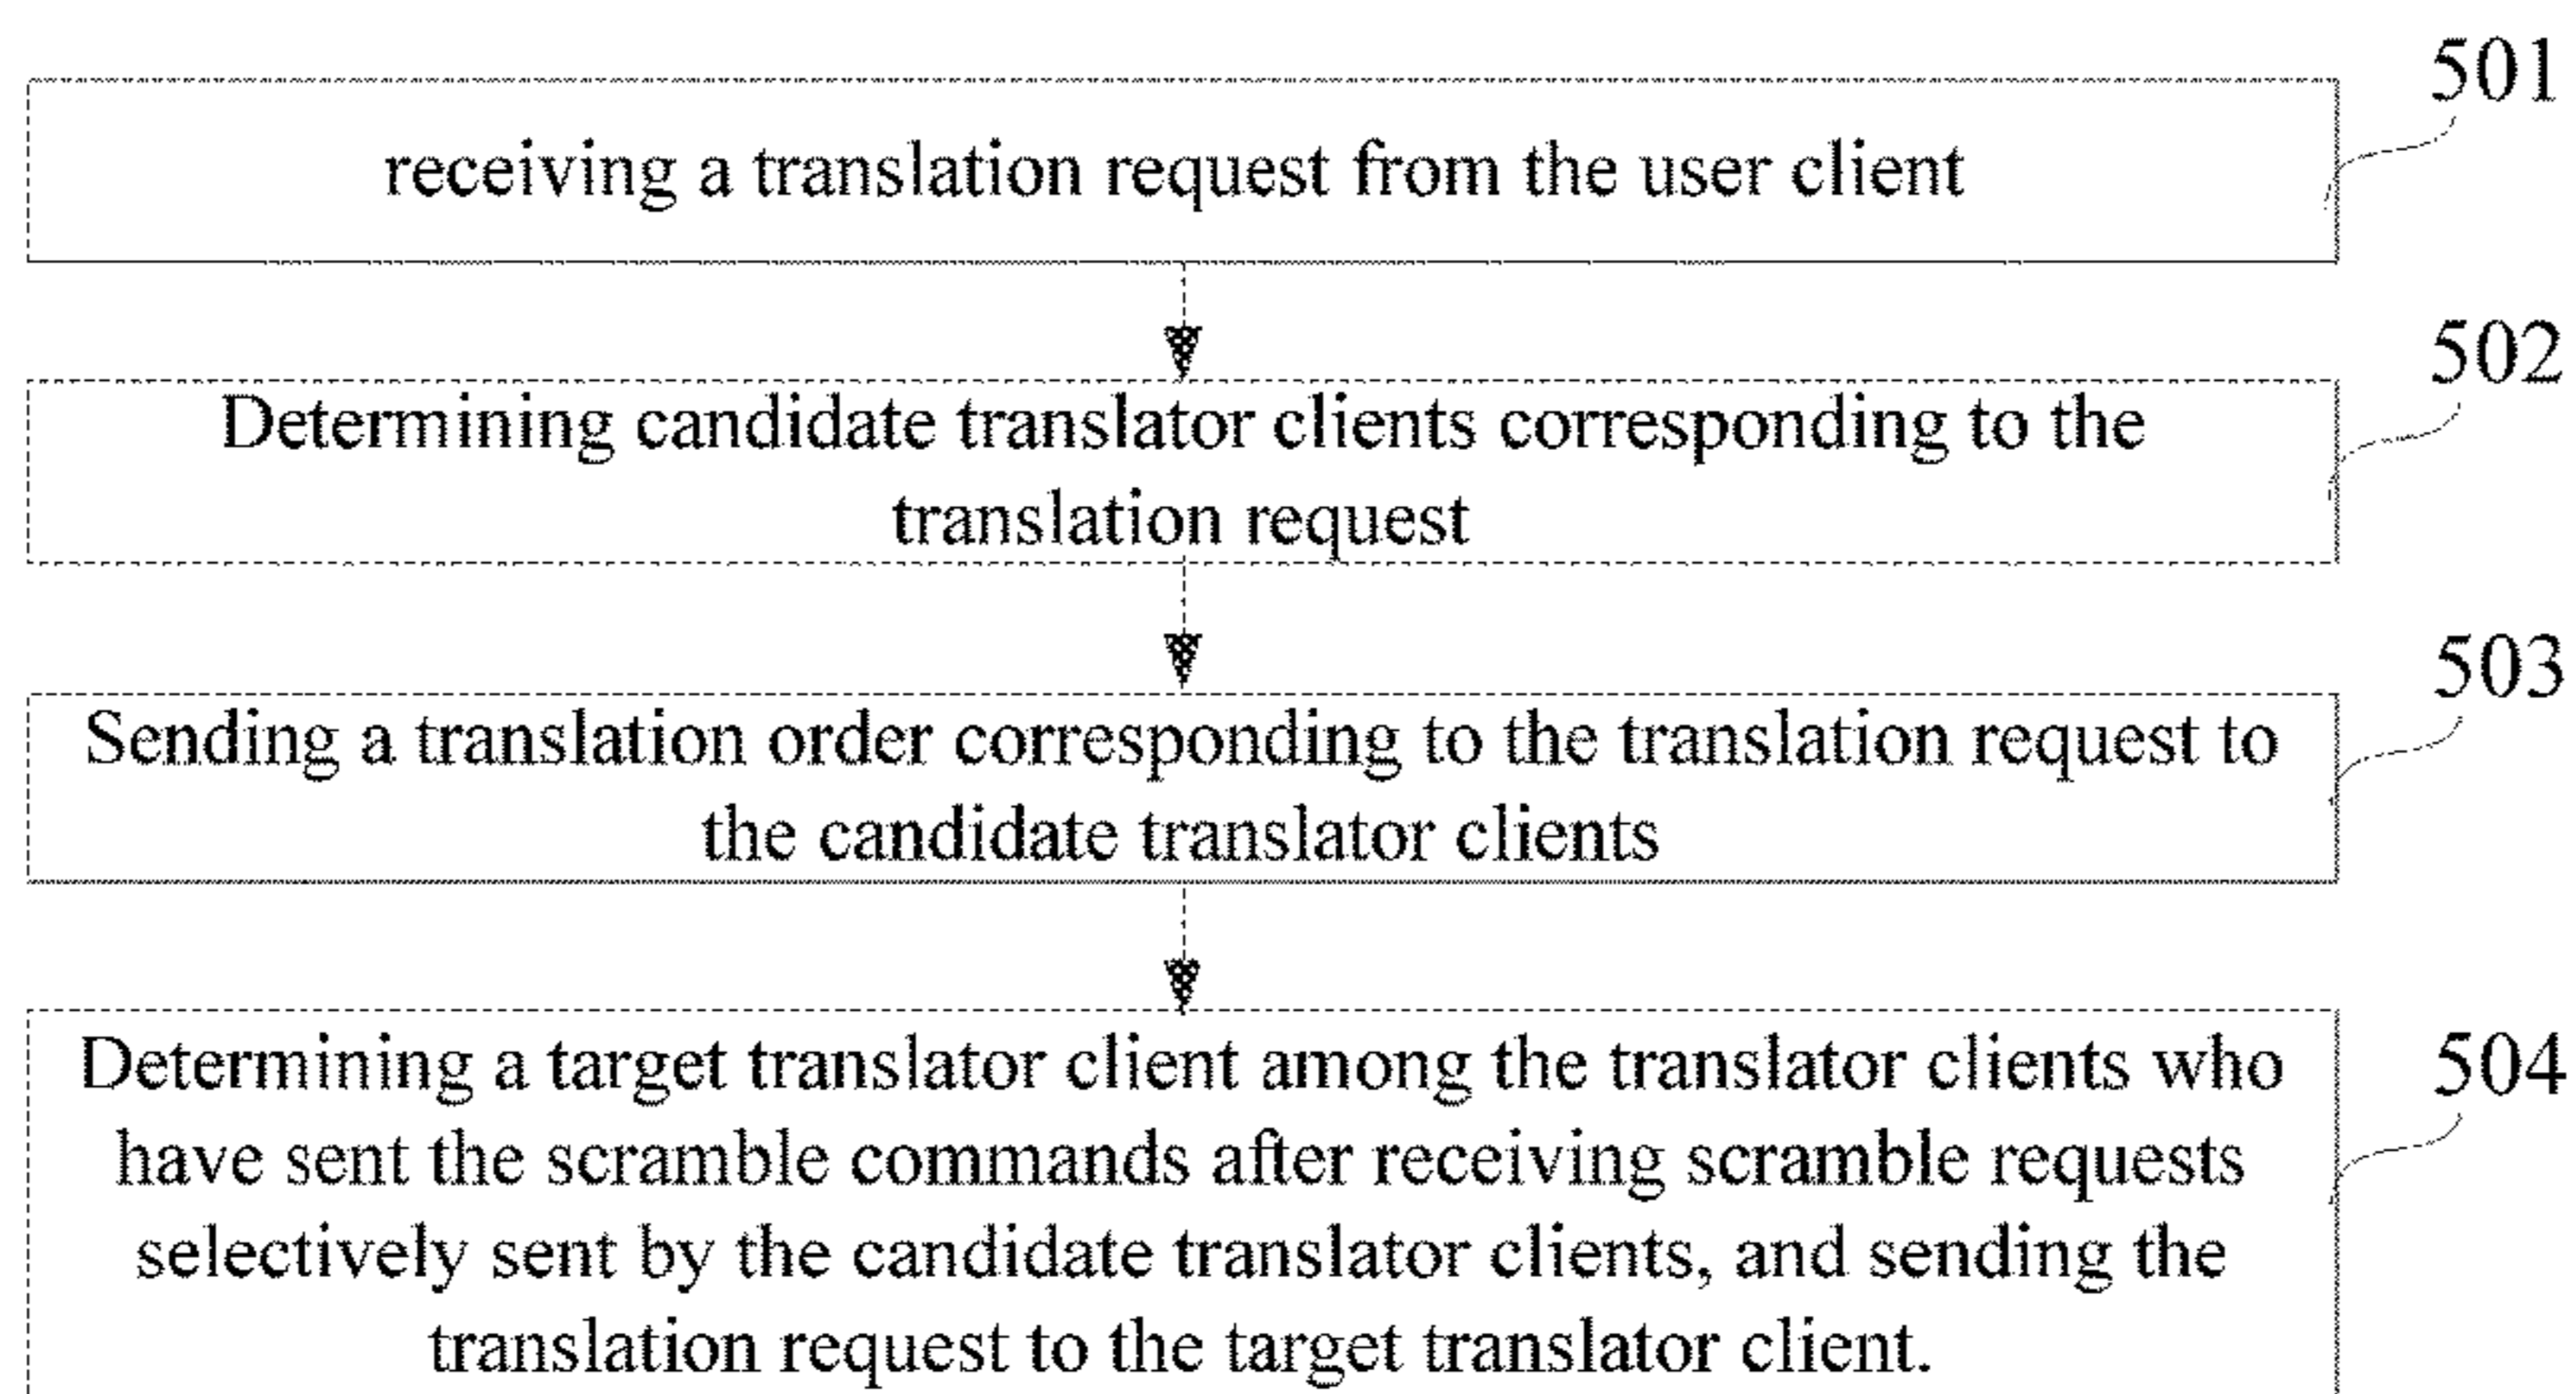 501
receiving a translation request from the user client
502
Determining candidate translator clients corresponding to the
translation request
503
Sending a translation order corresponding to the translation request to
the candidate translator clients
504
Determining a target translator client among the translator clients who
have sent the scramble commands after receiving scramble requests
selectively sent by the candidate translator clients, and sending the
translation request to the target translator client.